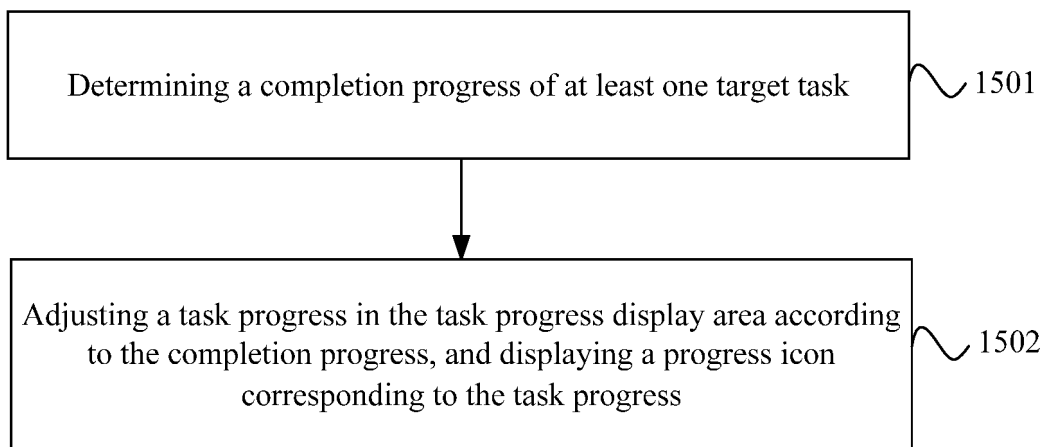 Determining a completion progress of at least one target task
1501
Adjusting a task progress in the task progress display area according
to the completion progress, and displaying a progress icon
corresponding to the task progress
1502